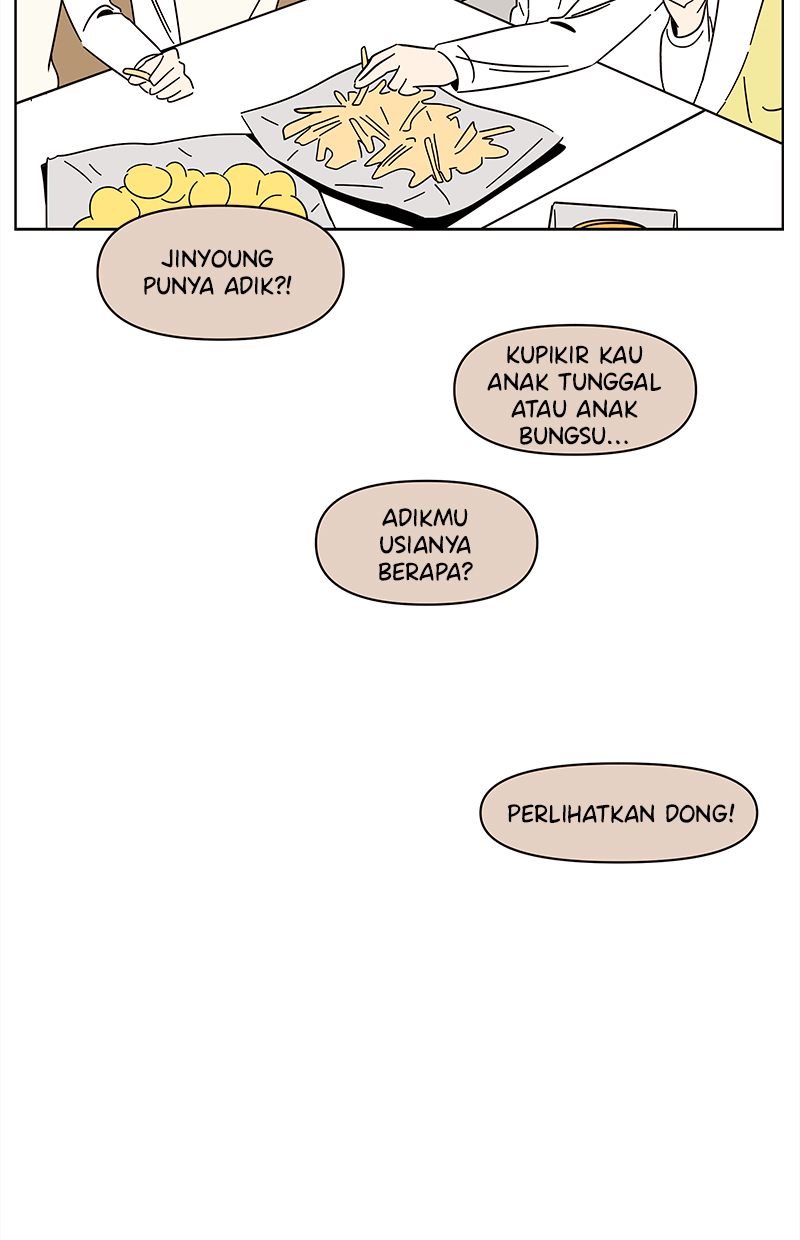 JINYOUNG
PUNYA ADIK?!
KUPIKIR KAU
ANAK TUNGGAL
ATAU ANAK
BUNGSU...
ADIKMU
USIANYA
BERAPA?
PERLIHATKAN DONG!